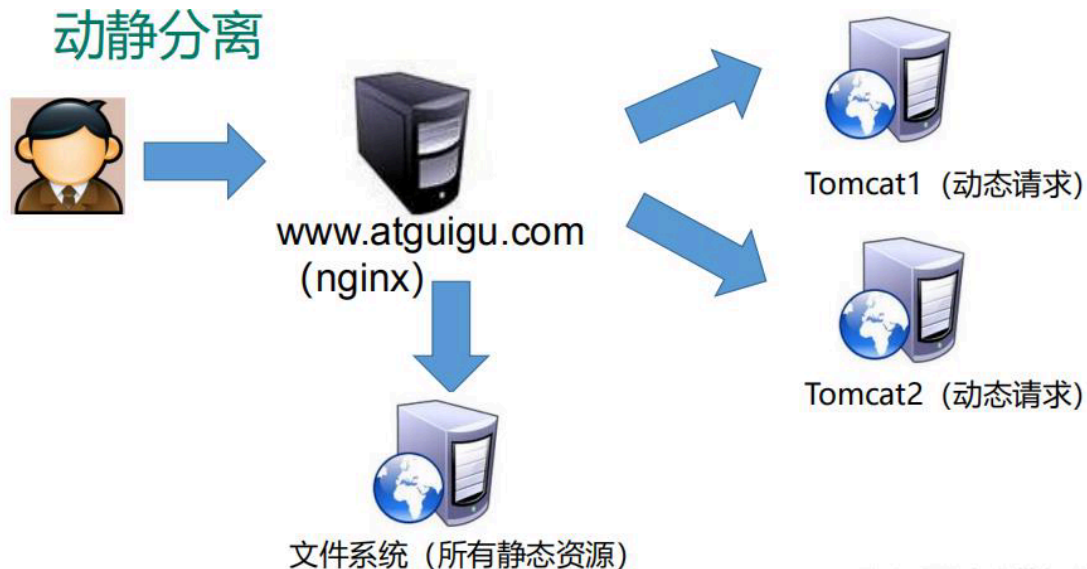 动静分离
www.atguigu.com
（nginx）
Tomcat1（动态请求）
Tomcat2（动态请求）
文件系统（所有静态资源）